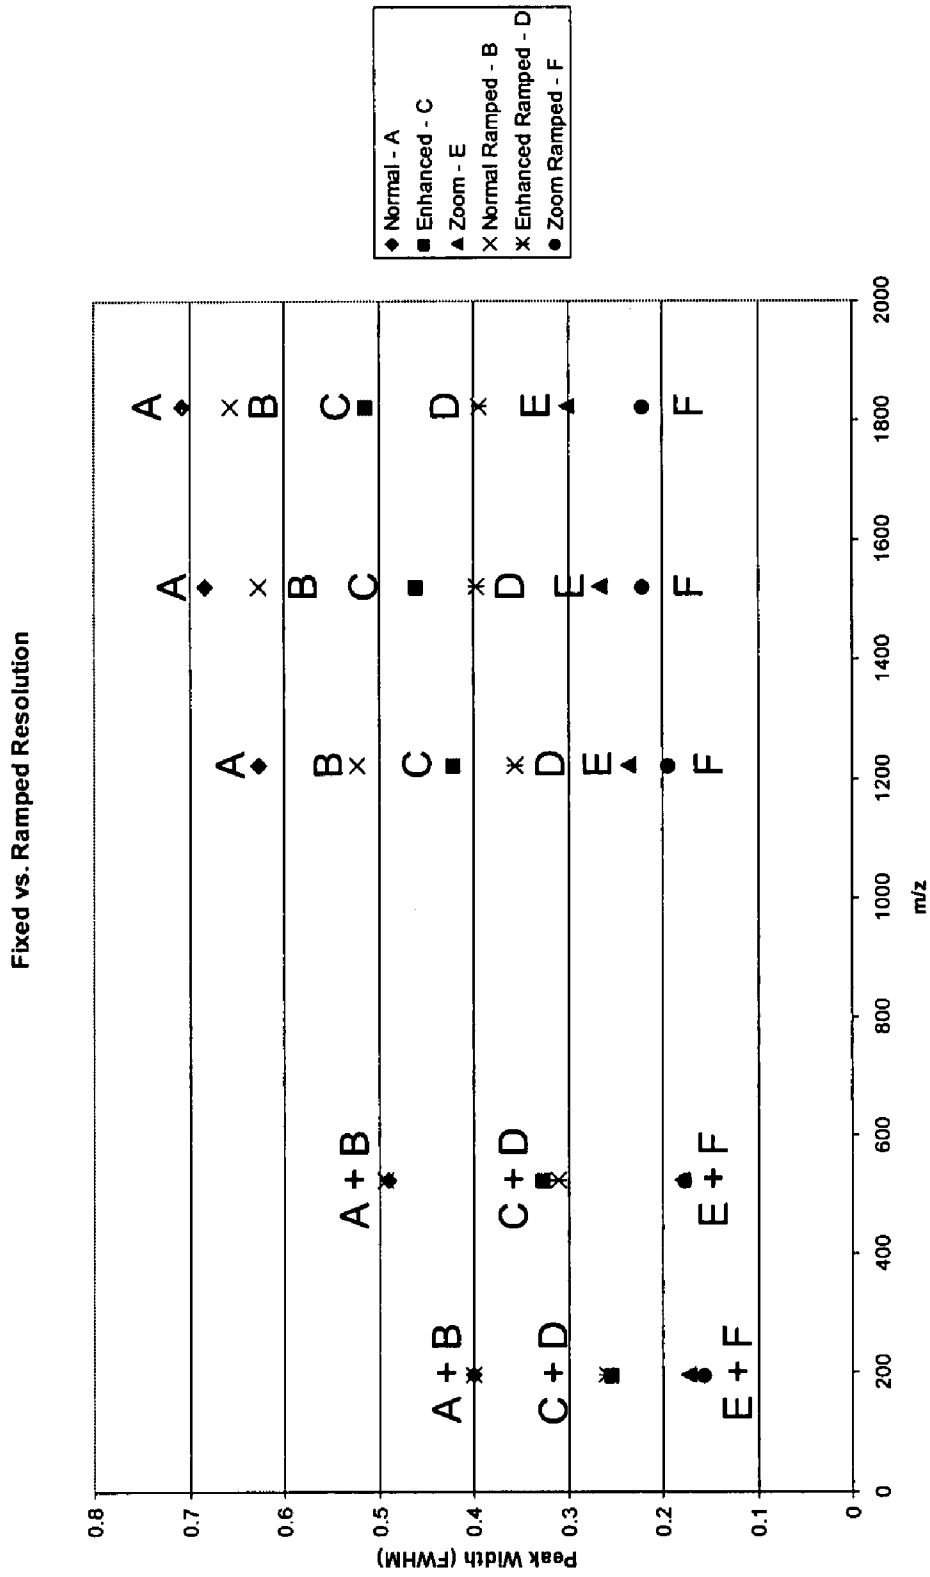 Fixed vs. Ramped Resolution
Peak Width (FWHM)
0.8
0.7
0.6
0.5
0.4
0.3
0.2
0.1
0
A + B
C + D
E + F
A + B
C + D
E + F
A
B
C
D
E
F
A
B
C
D
E
F
A
B
C
D
E
F
0
200
400
600
800
1000
1200
1400
1600
1800
2000
m/z
Normal - A
Enhanced - C
Zoom - E
Normal Ramped - B
Enhanced Ramped - D
Zoom Ramped - F